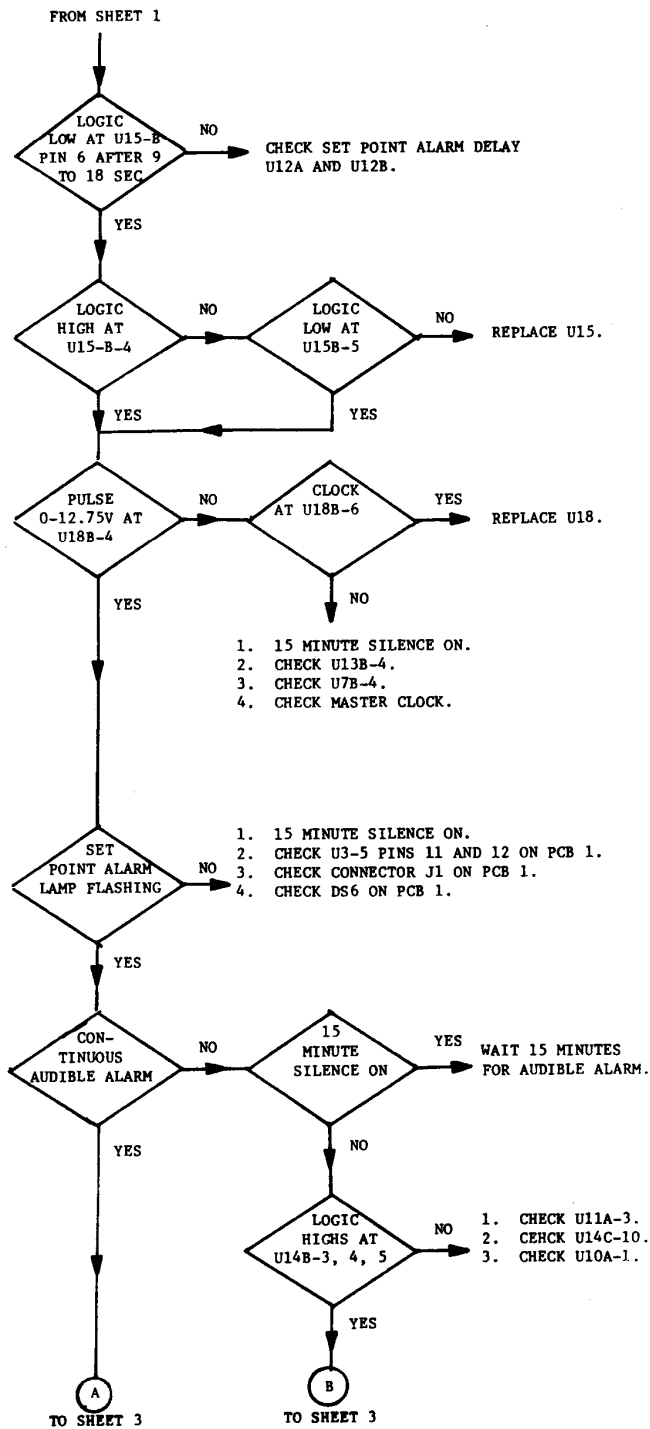 FROM SHEET 1
LOGIC
LOW AT U15-B
PIN 6 AFTER 9
TO 18 SEC
NO
CHECK SET POINT ALARM DELAY
U12A AND U12B.
YES
LOGIC
HIGH AT
U15-B-4
NO
LOGIC
LOW AT
U15B-5
NO
REPLACE U15.
YES
YES
PULSE
0-12.75V AT
U18B-4
NO
CLOCK
AT U18B-6
YES
REPLACE U18.
YES
NO
1. 15 MINUTE SILENCE ON.
2. CHECK U13B-4.
3. CHECK U7B-4.
4. CHECK MASTER CLOCK.
SET
POINT ALARM
LAMP FLASHING
NO
1. 15 MINUTE SILENCE ON.
2. CHECK U3-5 PINS 11 AND 12 ON PCB 1.
3. CHECK CONNECTOR J1 ON PCB 1.
4. CHECK DS6 ON PCB 1.
YES
CON-
TINUOUS
AUDIBLE ALARM
NO
15
MINUTE
SILENCE ON
YES
WAIT 15 MINUTES
FOR AUDIBLE ALARM.
YES
NO
LOGIC
HIGHS AT
U14B-3, 4, 5
NO
1. CHECK U11A-3.
2. CEHCK U14C-10.
3. CHECK U10A-1.
YES
A
TO SHEET 3
B
TO SHEET 3